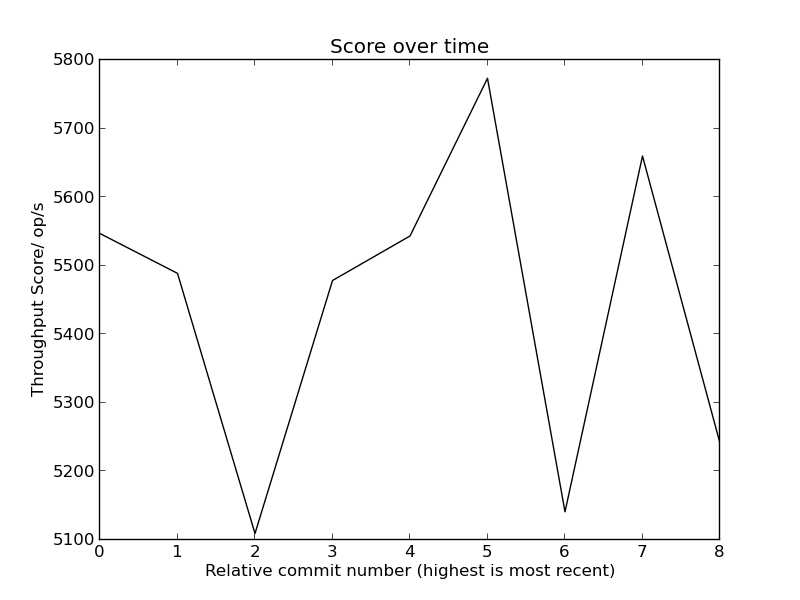 Score over time
Throughput Score/ op/s
5800
5700
5600
5500
5400
5300
5200
5100
0 1 2 3 4 5 6 7 8
Relative commit number (highest is most recent)